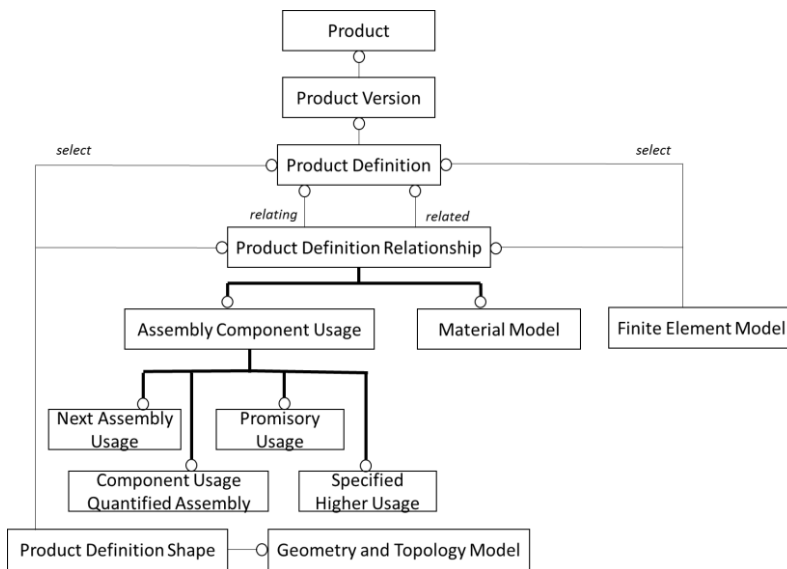 Product
Product Version
select
select
Product Definition
relating
related
Product Definition Relationship
Assembly Component Usage
Material Model
Finite Element Model
Next Assembly
Usage
Promisory
Usage
Component Usage
Quantified Assembly
Specified
Higher Usage
Product Definition Shape
Geometry and Topology Model